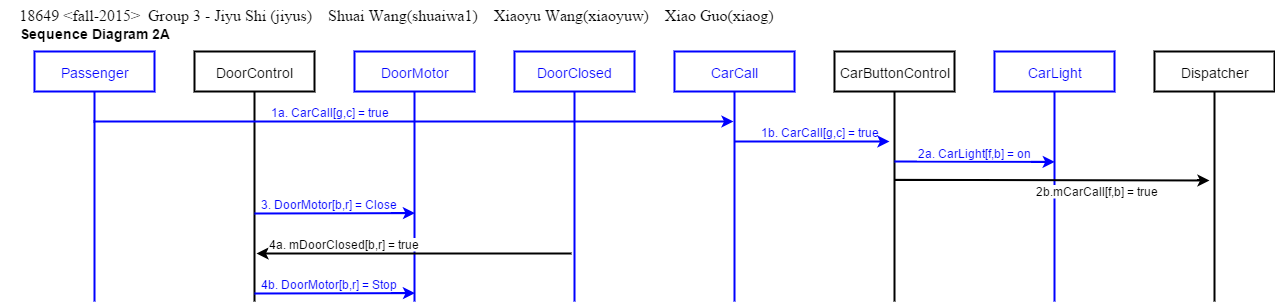 18649 <fall-2015> Group 3 - Jiyu Shi (jiyus) Shuai Wang(shuaiwa1) Xiaoyu Wang(xiaoyuw) Xiao Guo(xiaog)
Sequence Diagram 2A
Passenger DoorControl DoorMotor DoorClosed CarCall CarButtonControl CarLight Dispatcher
1a. CarCall[g,c] = true
1b. CarCall[g,c] = true
2a. CarLight[f,b] = on
2b.mCarCall[f,b] = true
3. DoorMotor[b,r] = Close
4a. mDoorClosed[b,r] = true
4b. DoorMotor[b,r] = Stop